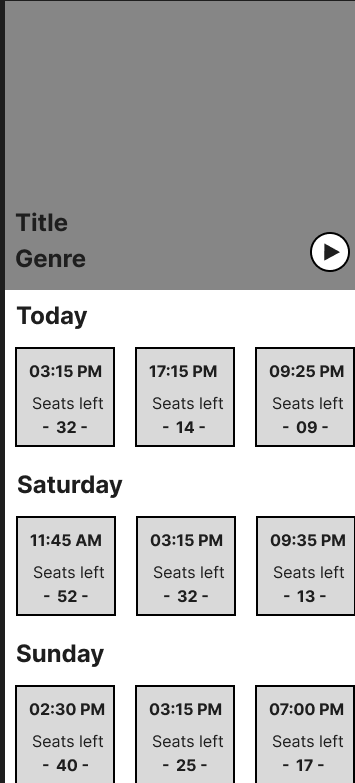 Title
Genre
Today
03:15 PM 17:15 PM 09:25 PM
Seats left Seats left Seats left
- 32 - - 14 - - 09 -
Saturday
11:45 AM 03:15 PM 09:35 PM
Seats left Seats left Seats left
- 52 - - 32 - - 13 -
Sunday
02:30 PM 03:15 PM 07:00 PM
Seats left Seats left Seats left
- 40 - - 25 - - 17 -